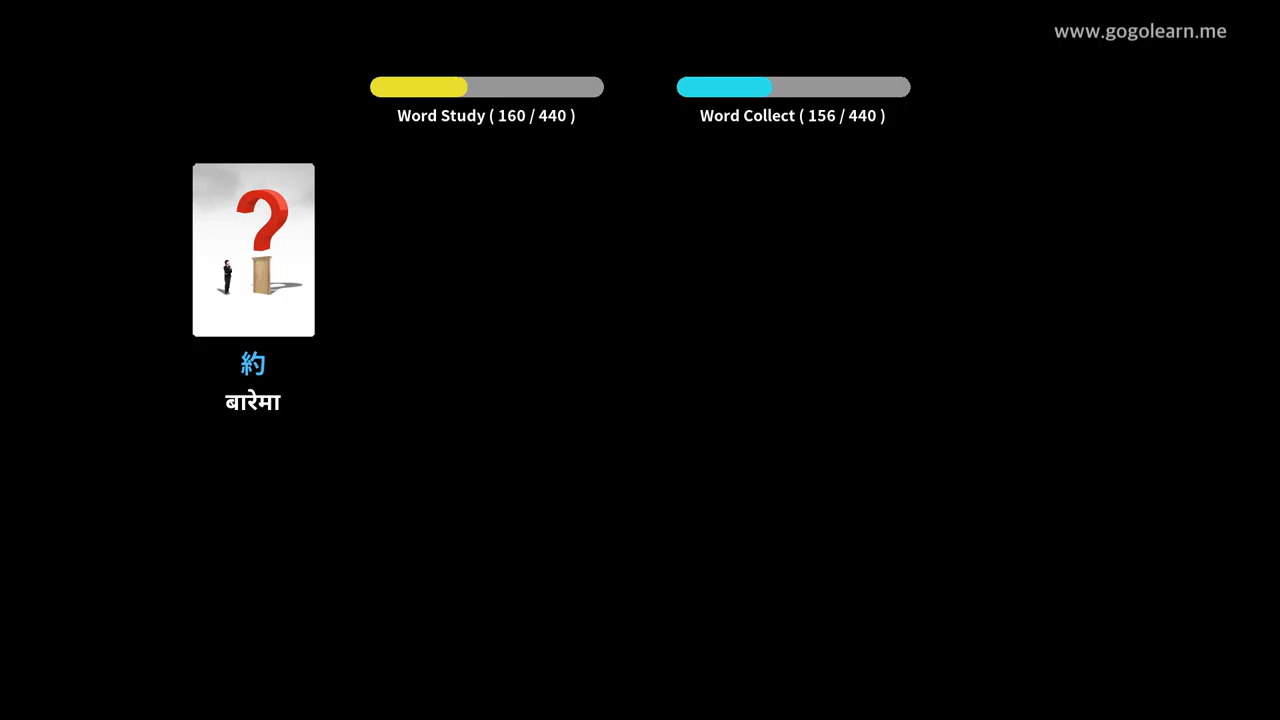 www.gogolearn.me
Word Study ( 160 / 440 )
Word Collect ( 156 / 440 )
?
約
बारेमा